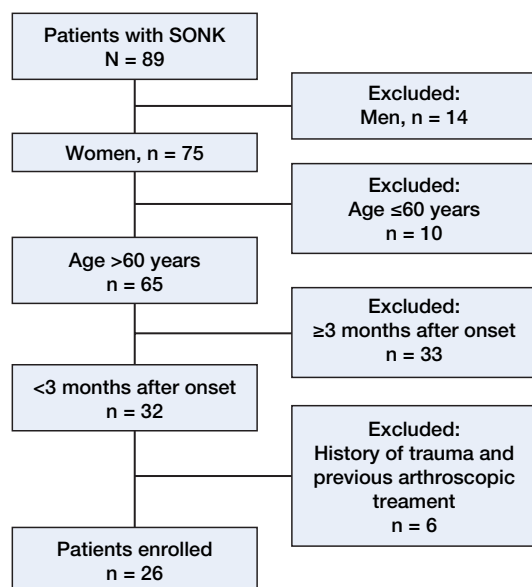 Patients with SONK
N = 89
Excluded:
Men, n = 14
Women, n = 75
Excluded:
Age ≤60 years
n = 10
Age >60 years
n = 65
Excluded:
≥3 months after onset
n = 33
<3 months after onset
n = 32
Excluded:
History of trauma and
previous arthroscopic
treament
n = 6
Patients enrolled
n = 26